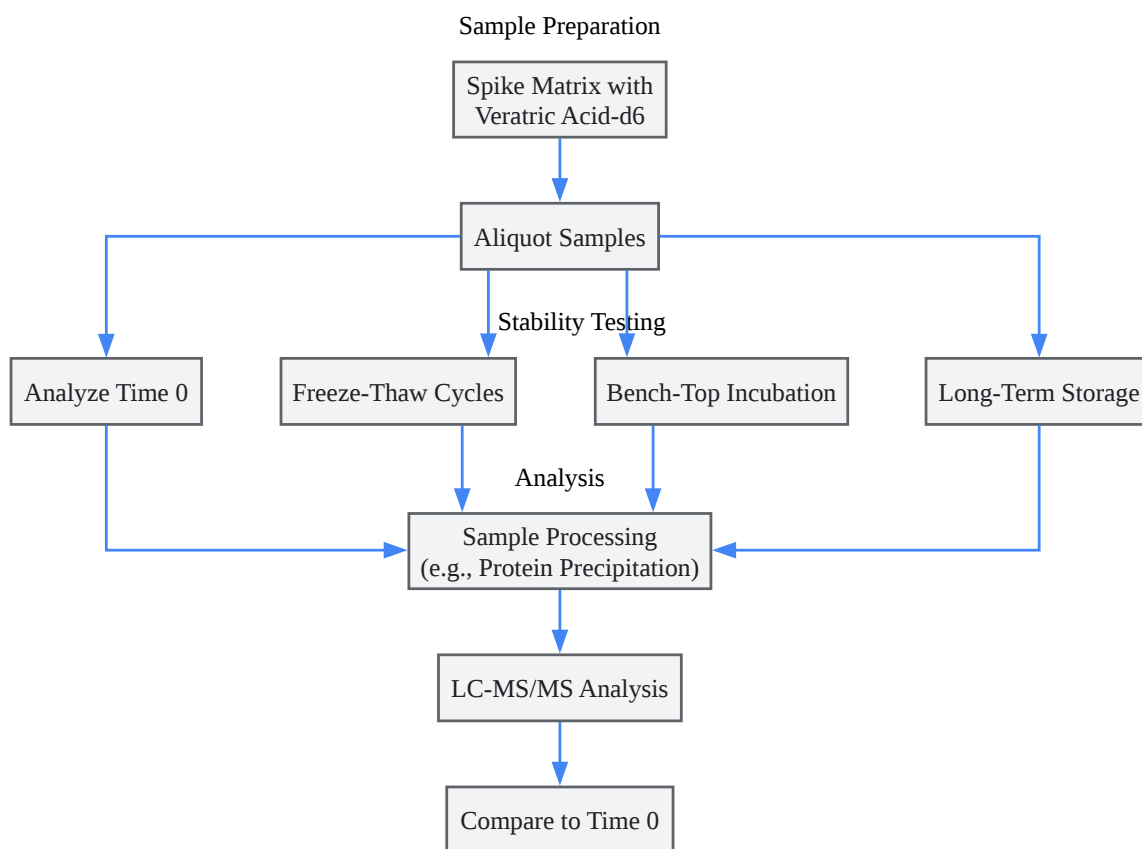 Sample Preparation
Spike Matrix with
Veratric Acid-d6
Aliquot Samples
Stability Testing
Analyze Time 0
Freeze-Thaw Cycles
Bench-Top Incubation
Long-Term Storage
Analysis
Sample Processing
(e.g., Protein Precipitation)
LC-MS/MS Analysis
Compare to Time 0